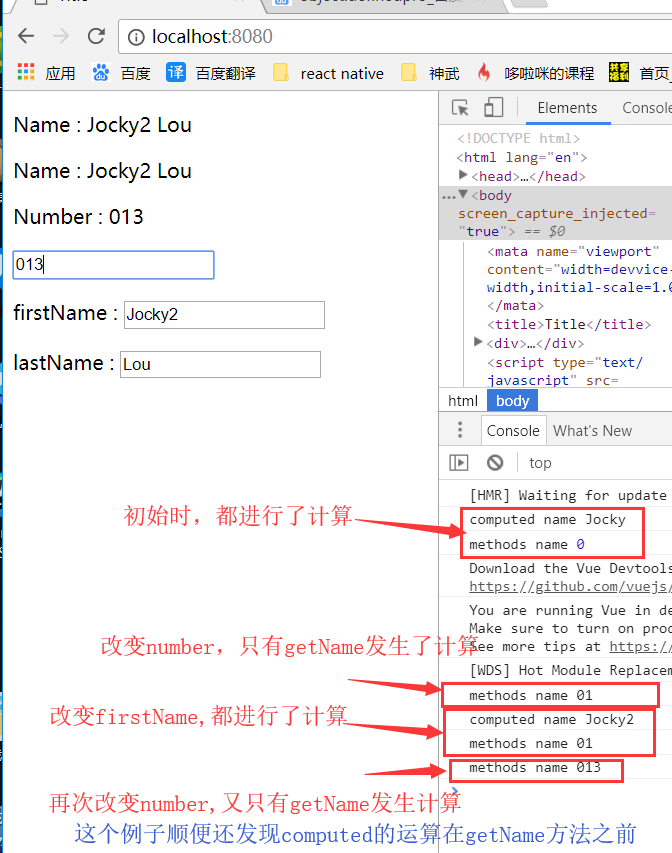 localhost:8080
应用 百度 百度翻译 react native 神武 哆啦咪的课程 首页
Name : Jocky2 Lou
Name : Jocky2 Lou
Number : 013
013
firstName : Jocky2
lastName : Lou
Elements Console
<!DOCTYPE html>
<html lang="en">
<head>…</head>
<body
screen_capture_injected=
"true"> == $0
<mata name="viewport"
content="width=devvice-
width,initial-scale=1.0
</mata>
<title>Title</title>
<div>…</div>
<script type="text/
javascript" src=
html body
Console What's New
top
[HMR] Waiting for update
初始时，都进行了计算
computed name Jocky
methods name 0
Download the Vue Devtools
https://github.com/vuejs/
You are running Vue in de
Make sure to turn on prod
See more tips at https://
改变number，只有getName发生了计算
[WDS] Hot Module Replacem
methods name 01
改变firstName,都进行了计算
computed name Jocky2
methods name 01
methods name 013
再次改变number,又只有getName发生计算
这个例子顺便还发现computed的运算在getName方法之前